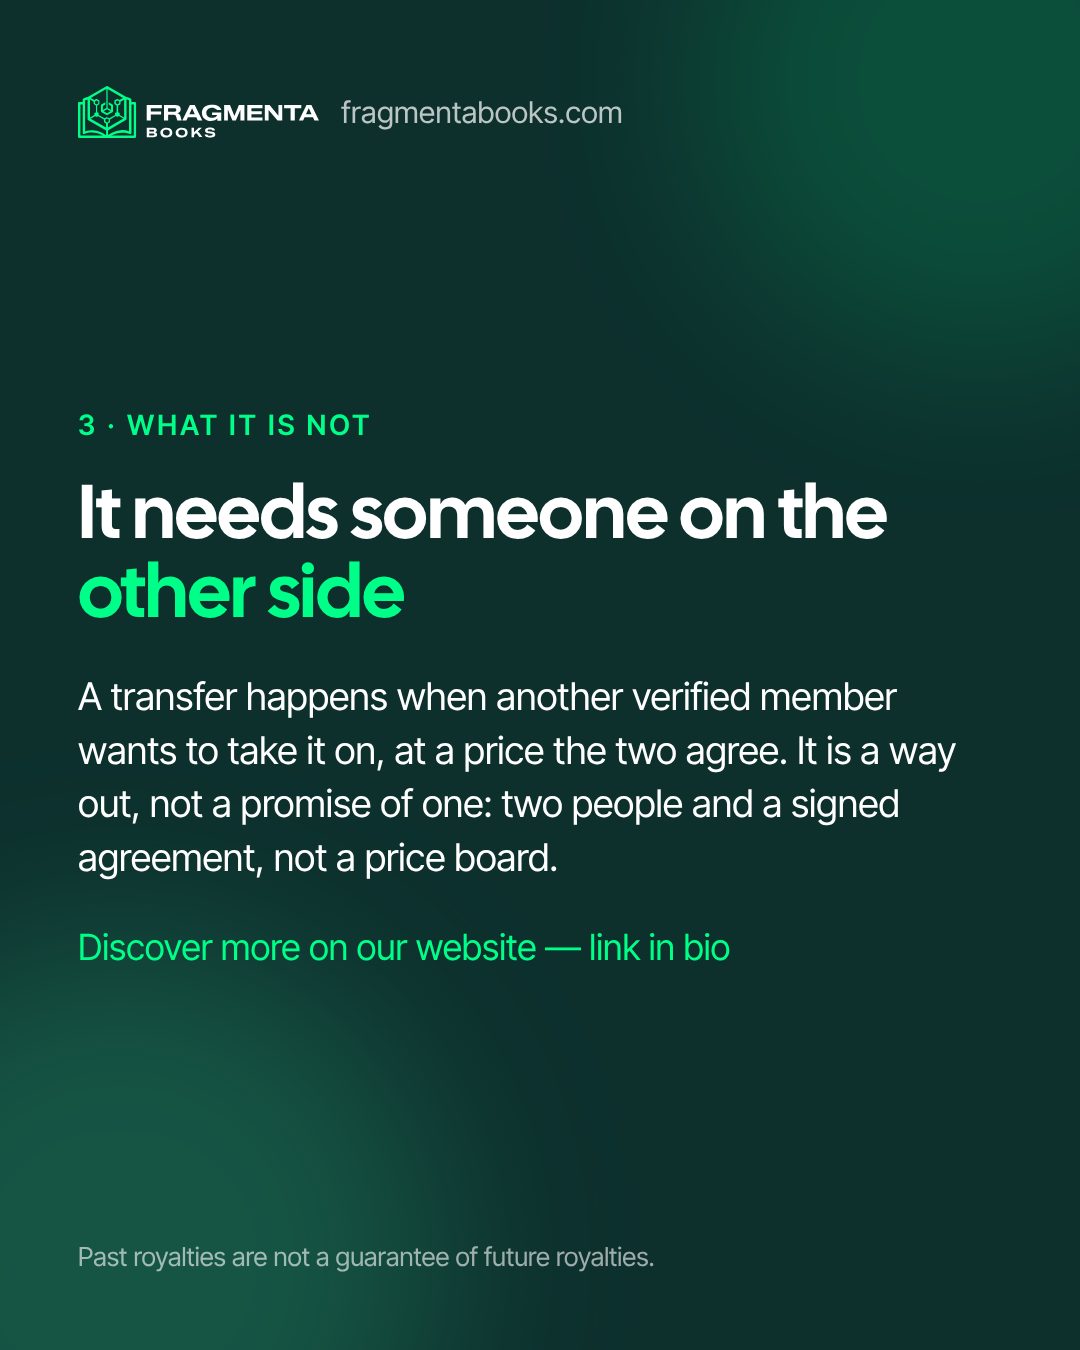 FRAGMENTA
BOOKS
fragmentabooks.com
3 · WHAT IT IS NOT
It needs someone on the
other side
A transfer happens when another verified member
wants to take it on, at a price the two agree. It is a way
out, not a promise of one: two people and a signed
agreement, not a price board.
Discover more on our website — link in bio
Past royalties are not a guarantee of future royalties.